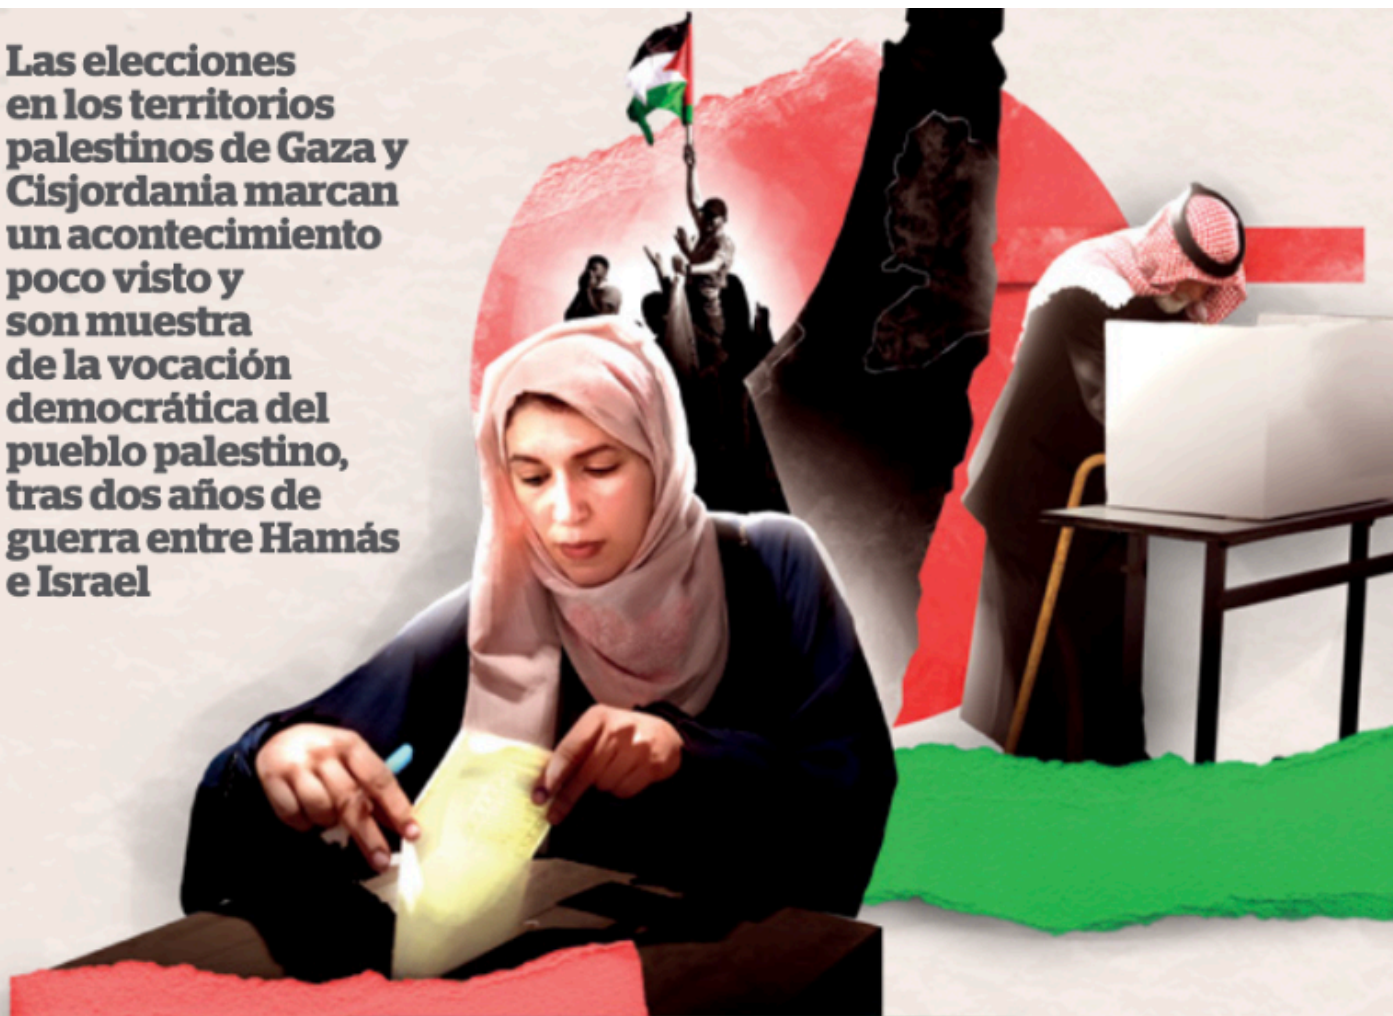 Las elecciones
en los territorios
palestinos de Gaza y
Cisjordania marcan
un acontecimiento
poco visto y
son muestra
de la vocación
democrática del
pueblo palestino,
tras dos años de
guerra entre Hamás
e Israel